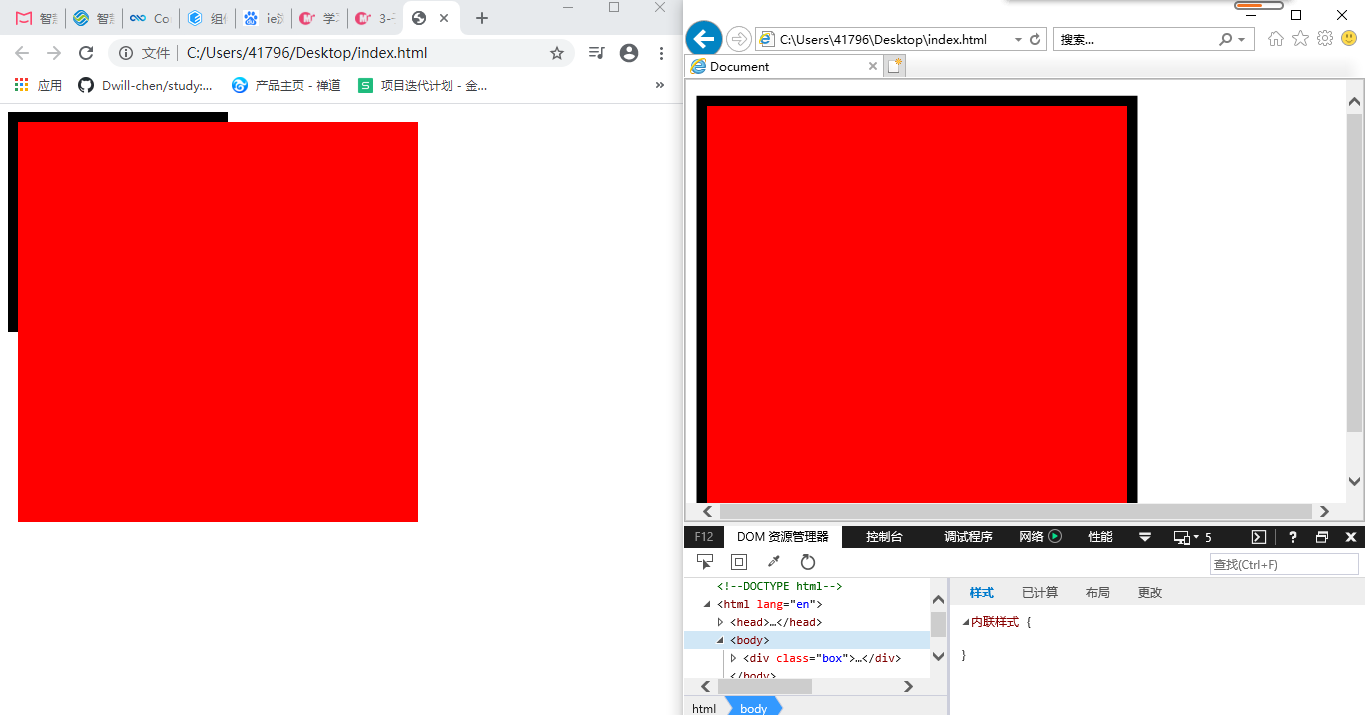 智 智 Co 组 ie 学 3-
文件 C:/Users/41796/Desktop/index.html
应用 Dwill-chen/study:... 产品主页 - 禅道 项目迭代计划 - 金... »
C:\Users\41796\Desktop\index.html 搜索...
Document
F12 DOM 资源管理器 控制台 调试程序 网络 性能 5 ?
查找(Ctrl+F)
<!--DOCTYPE html-->
<html lang="en">
<head>…</head>
<body>
<div class="box">…</div>
</body>
html body
样式 已计算 布局 更改
内联样式 {
}